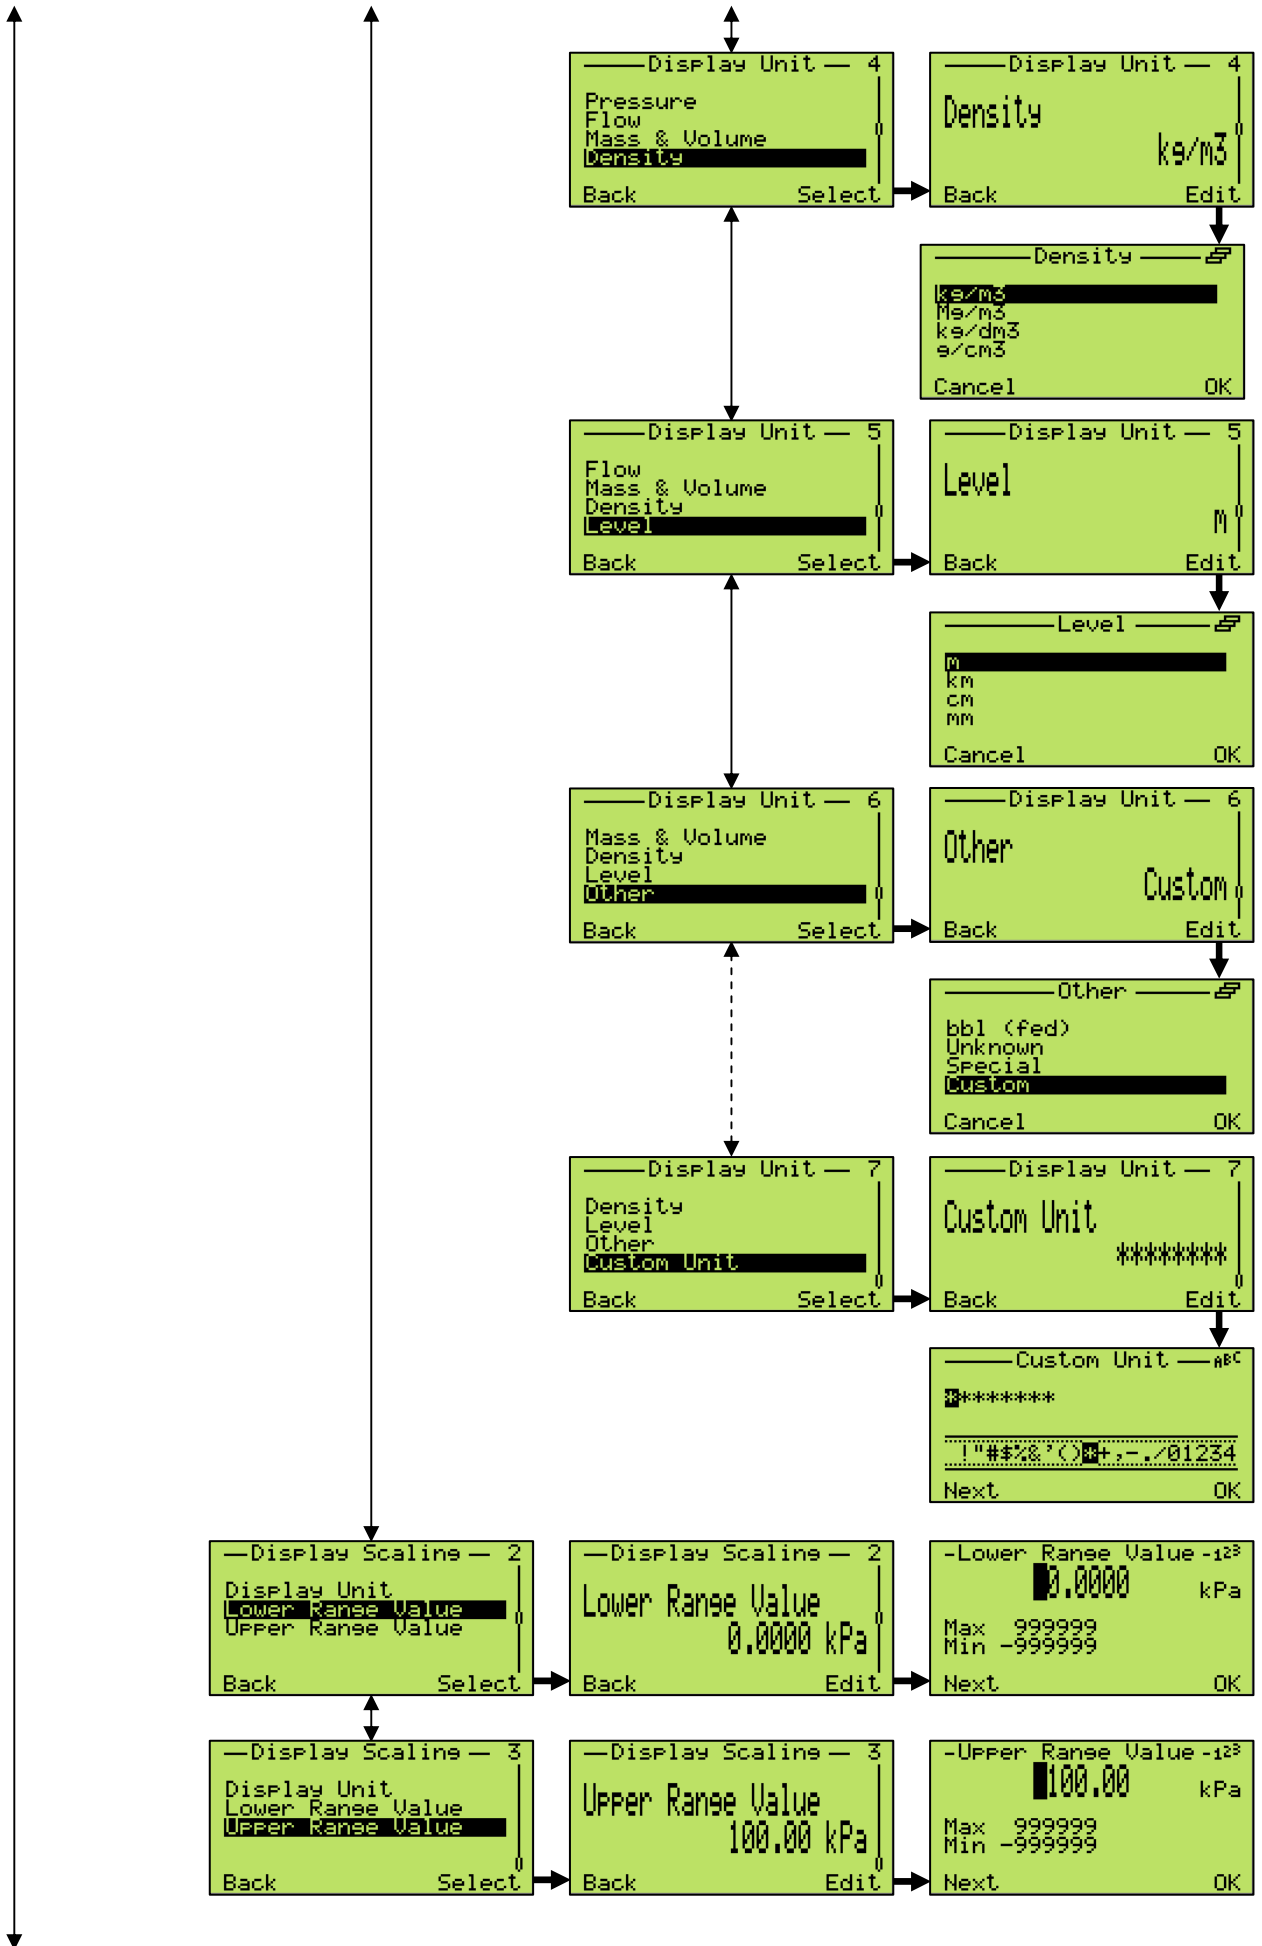 Display Unit 4
Pressure
Flow
Mass & Volume
Density
Back Select
Display Unit 4
Density
kg/m3
Back Edit
Density
kg/m3
Mg/m3
kg/dm3
g/cm3
Cancel OK
Display Unit 5
Flow
Mass & Volume
Density
Level
Back Select
Display Unit 5
Level
m
Back Edit
Level
m
km
cm
mm
Cancel OK
Display Unit 6
Mass & Volume
Density
Level
Other
Back Select
Display Unit 6
Other
Custom
Back Edit
Other
bbl (fed)
Unknown
Special
Custom
Cancel OK
Display Unit 7
Density
Level
Other
Custom Unit
Back Select
Display Unit 7
Custom Unit
********
Back Edit
Custom Unit ABC
********
!"#$%&'()*+,-./01234
Next OK
Display Scaling 2
Display Unit
Lower Range Value
Upper Range Value
Back Select
Display Scaling 2
Lower Range Value
0.0000 kPa
Back Edit
Lower Range Value 123
0.0000 kPa
Max 999999
Min -999999
Next OK
Display Scaling 3
Display Unit
Lower Range Value
Upper Range Value
Back Select
Display Scaling 3
Upper Range Value
100.00 kPa
Back Edit
Upper Range Value 123
100.00 kPa
Max 999999
Min -999999
Next OK